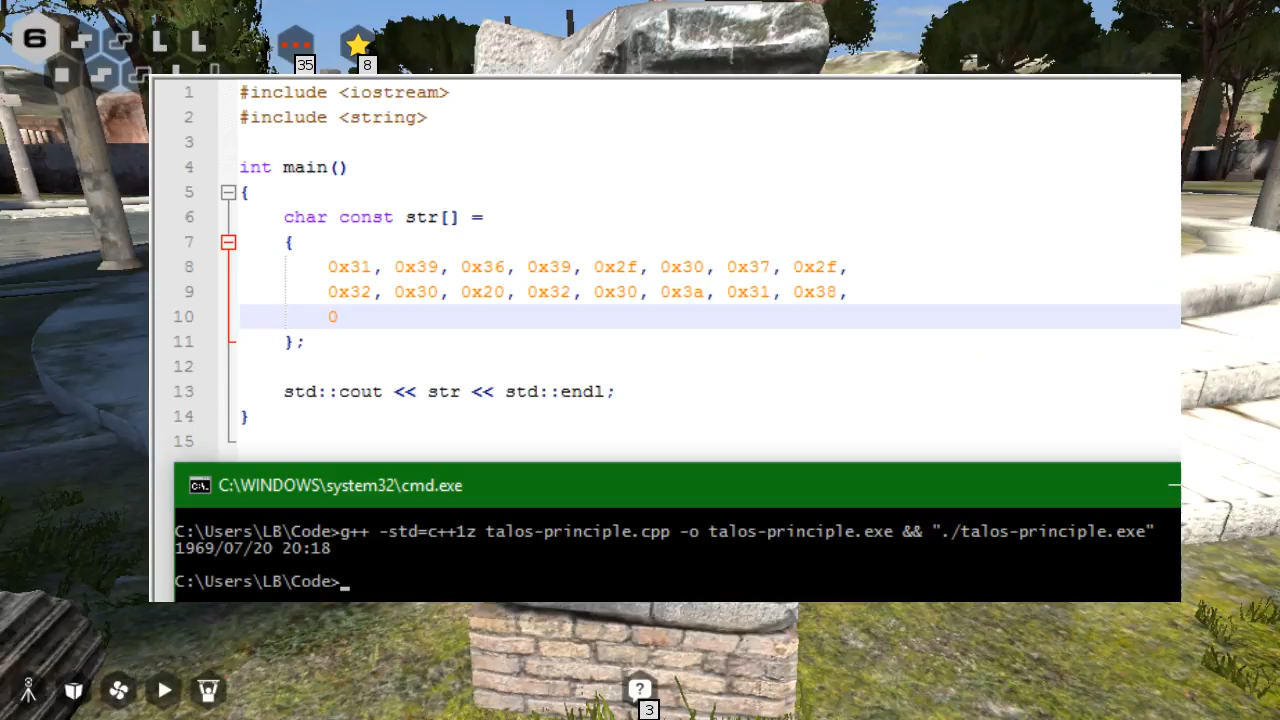 6
35
8
1 #include <iostream>
2 #include <string>
3
4 int main()
5 {
6 char const str[] =
7 {
8 0x31, 0x39, 0x36, 0x39, 0x2f, 0x30, 0x37, 0x2f,
9 0x32, 0x30, 0x20, 0x32, 0x30, 0x3a, 0x31, 0x38,
10 0
11 };
12
13 std::cout << str << std::endl;
14 }
15
C:\WINDOWS\system32\cmd.exe
C:\Users\LB\Code>g++ -std=c++1z talos-principle.cpp -o talos-principle.exe && "./talos-principle.exe"
1969/07/20 20:18
C:\Users\LB\Code>_
?
3